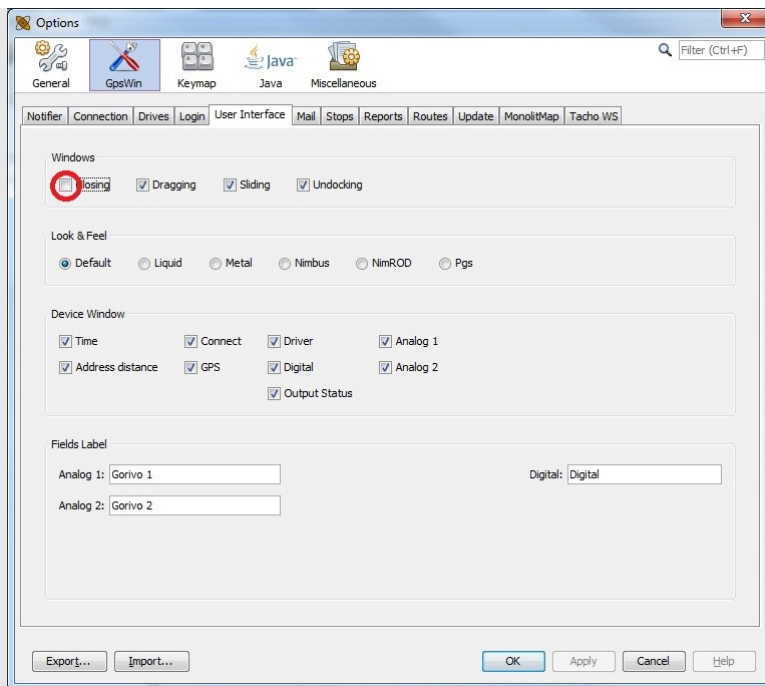 Options
Filter (Ctrl+F)
General GpsWin Keymap Java Java Miscellaneous
Notifier Connection Drives Login User Interface Mail Stops Reports Routes Update MonolitMap Tacho WS
Windows
losing Dragging Sliding Undocking
Look & Feel
Default Liquid Metal Nimbus NimROD Pgs
Device Window
Time Connect Driver Analog 1
Address distance GPS Digital Analog 2
Output Status
Fields Label
Analog 1: Gorivo 1 Digital: Digital
Analog 2: Gorivo 2
Export... Import... OK Apply Cancel Help